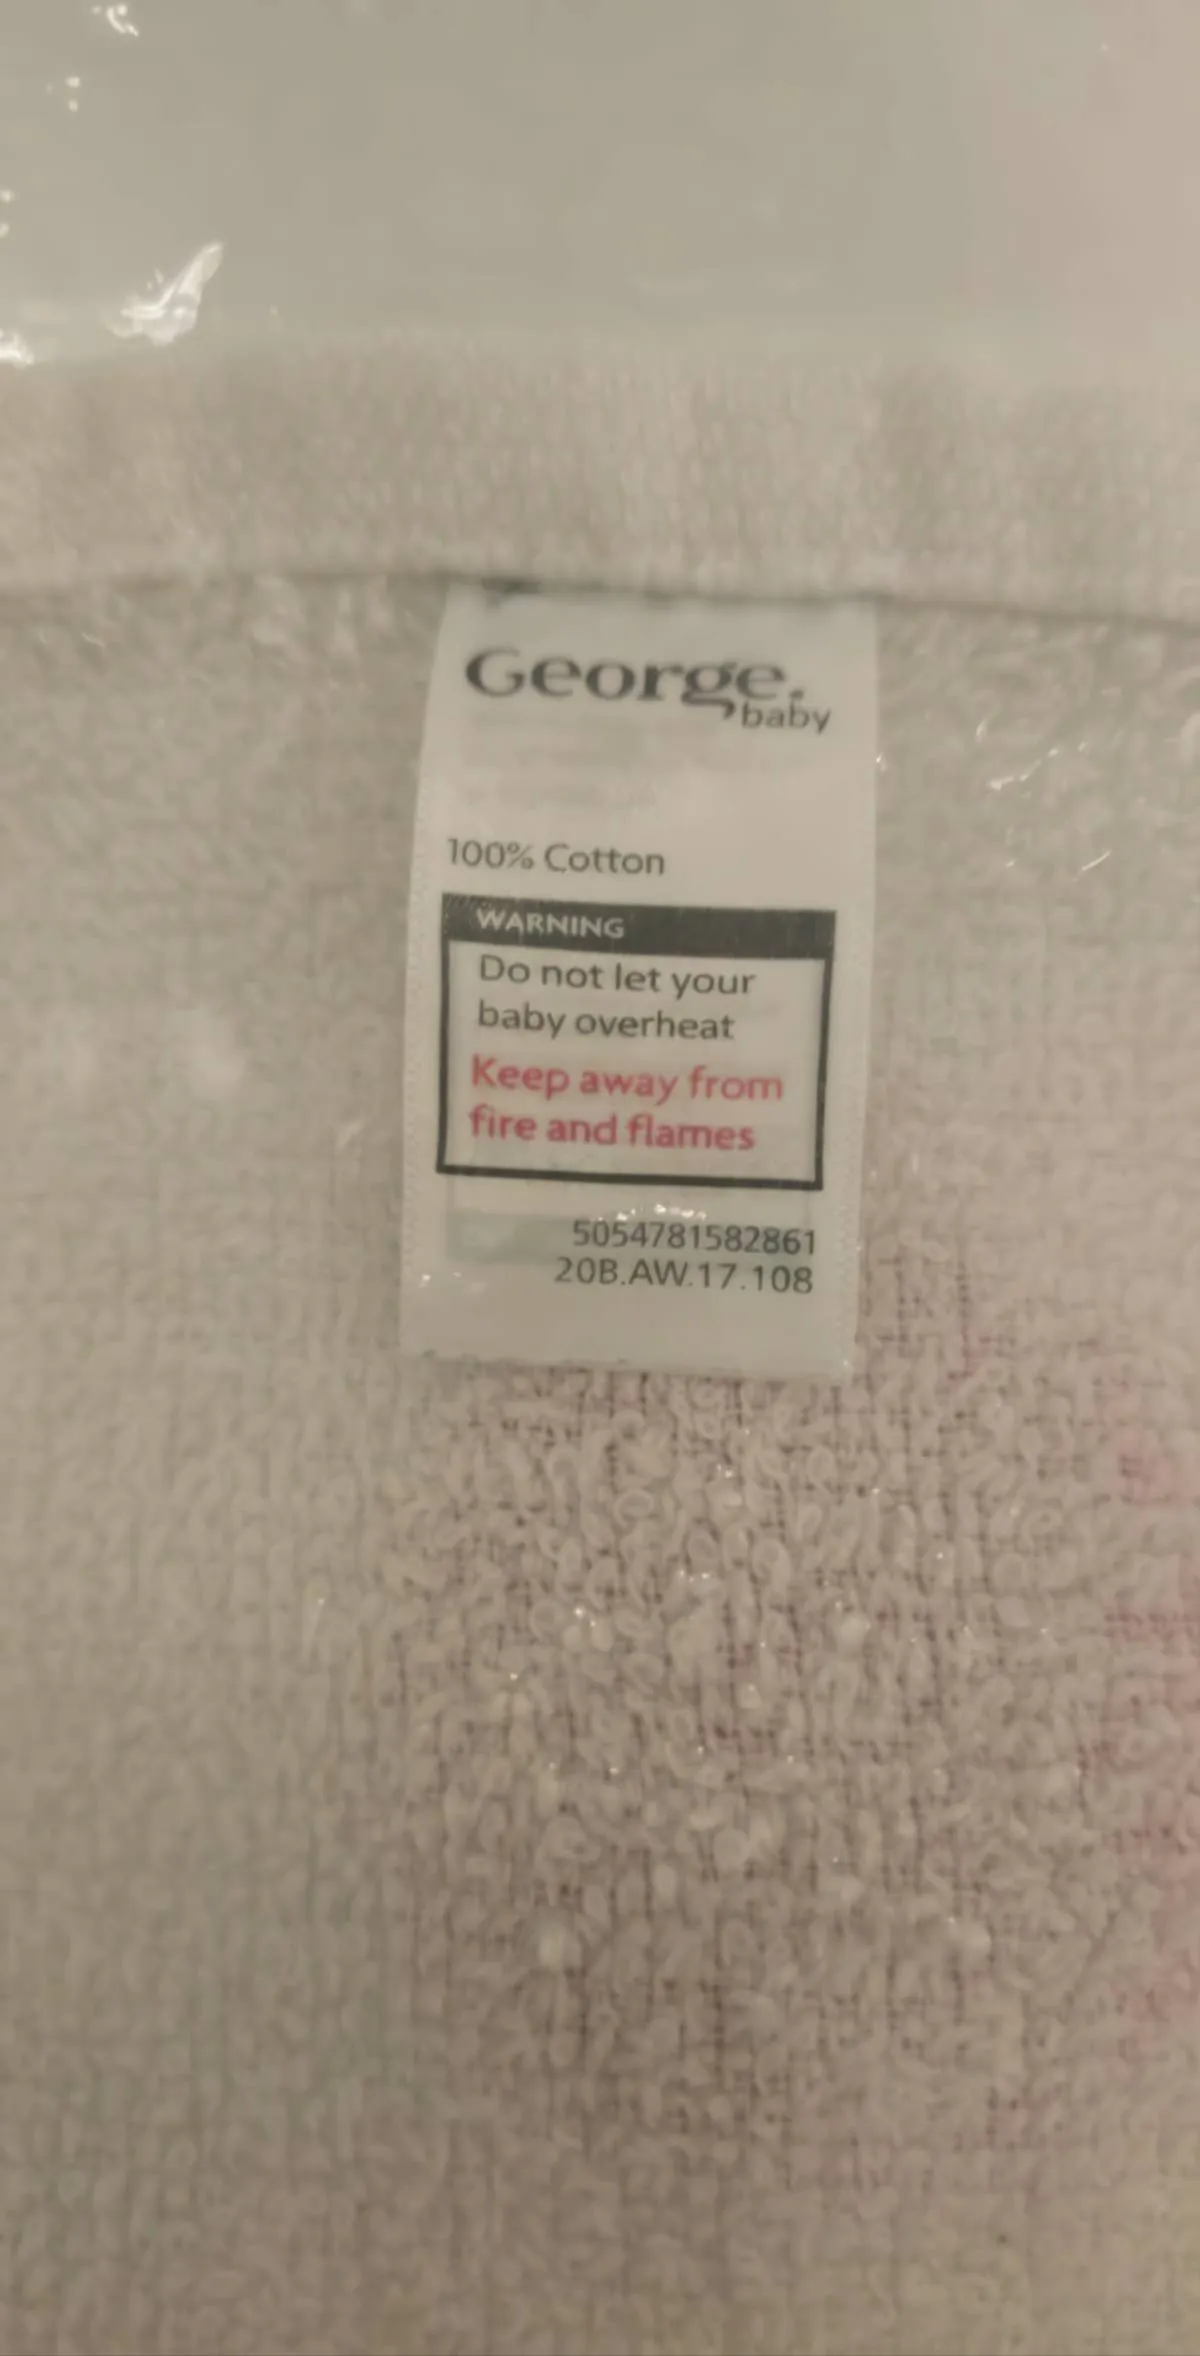 George.
baby
100% Cotton
WARNING
Do not let your
baby overheat
Keep away from
fire and flames
5054781582861
20B.AW.17.108